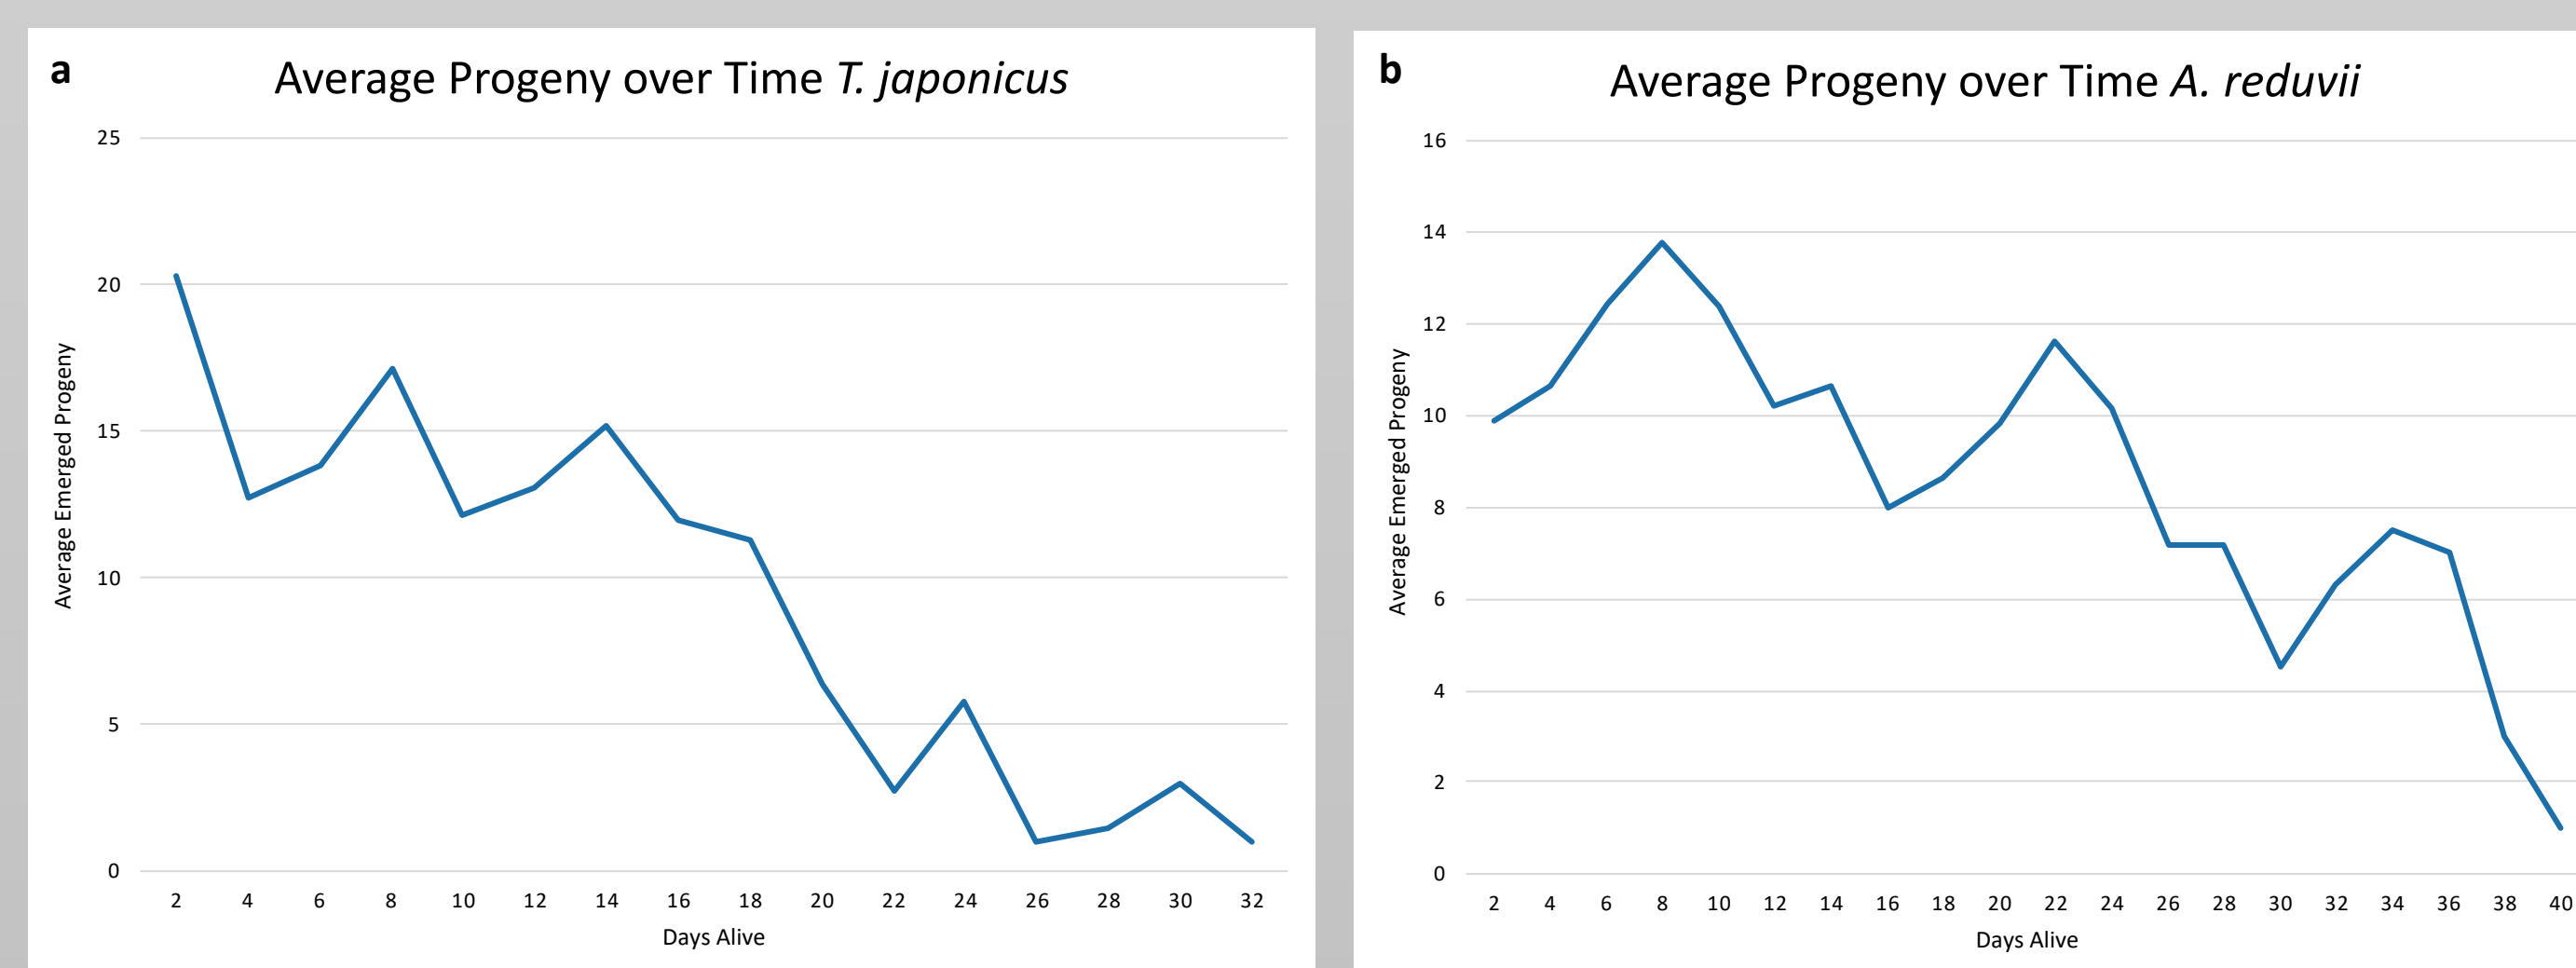 a
Average Progeny over Time T. japonicus
25
20
15
10
5
0
Average Emerged Progeny
2 4 6 8 10 12 14 16 18 20 22 24 26 28 30 32
Days Alive
b
Average Progeny over Time A. reduvii
16
14
12
10
8
6
4
2
0
Average Emerged Progeny
2 4 6 8 10 12 14 16 18 20 22 24 26 28 30 32 34 36 38 40
Days Alive